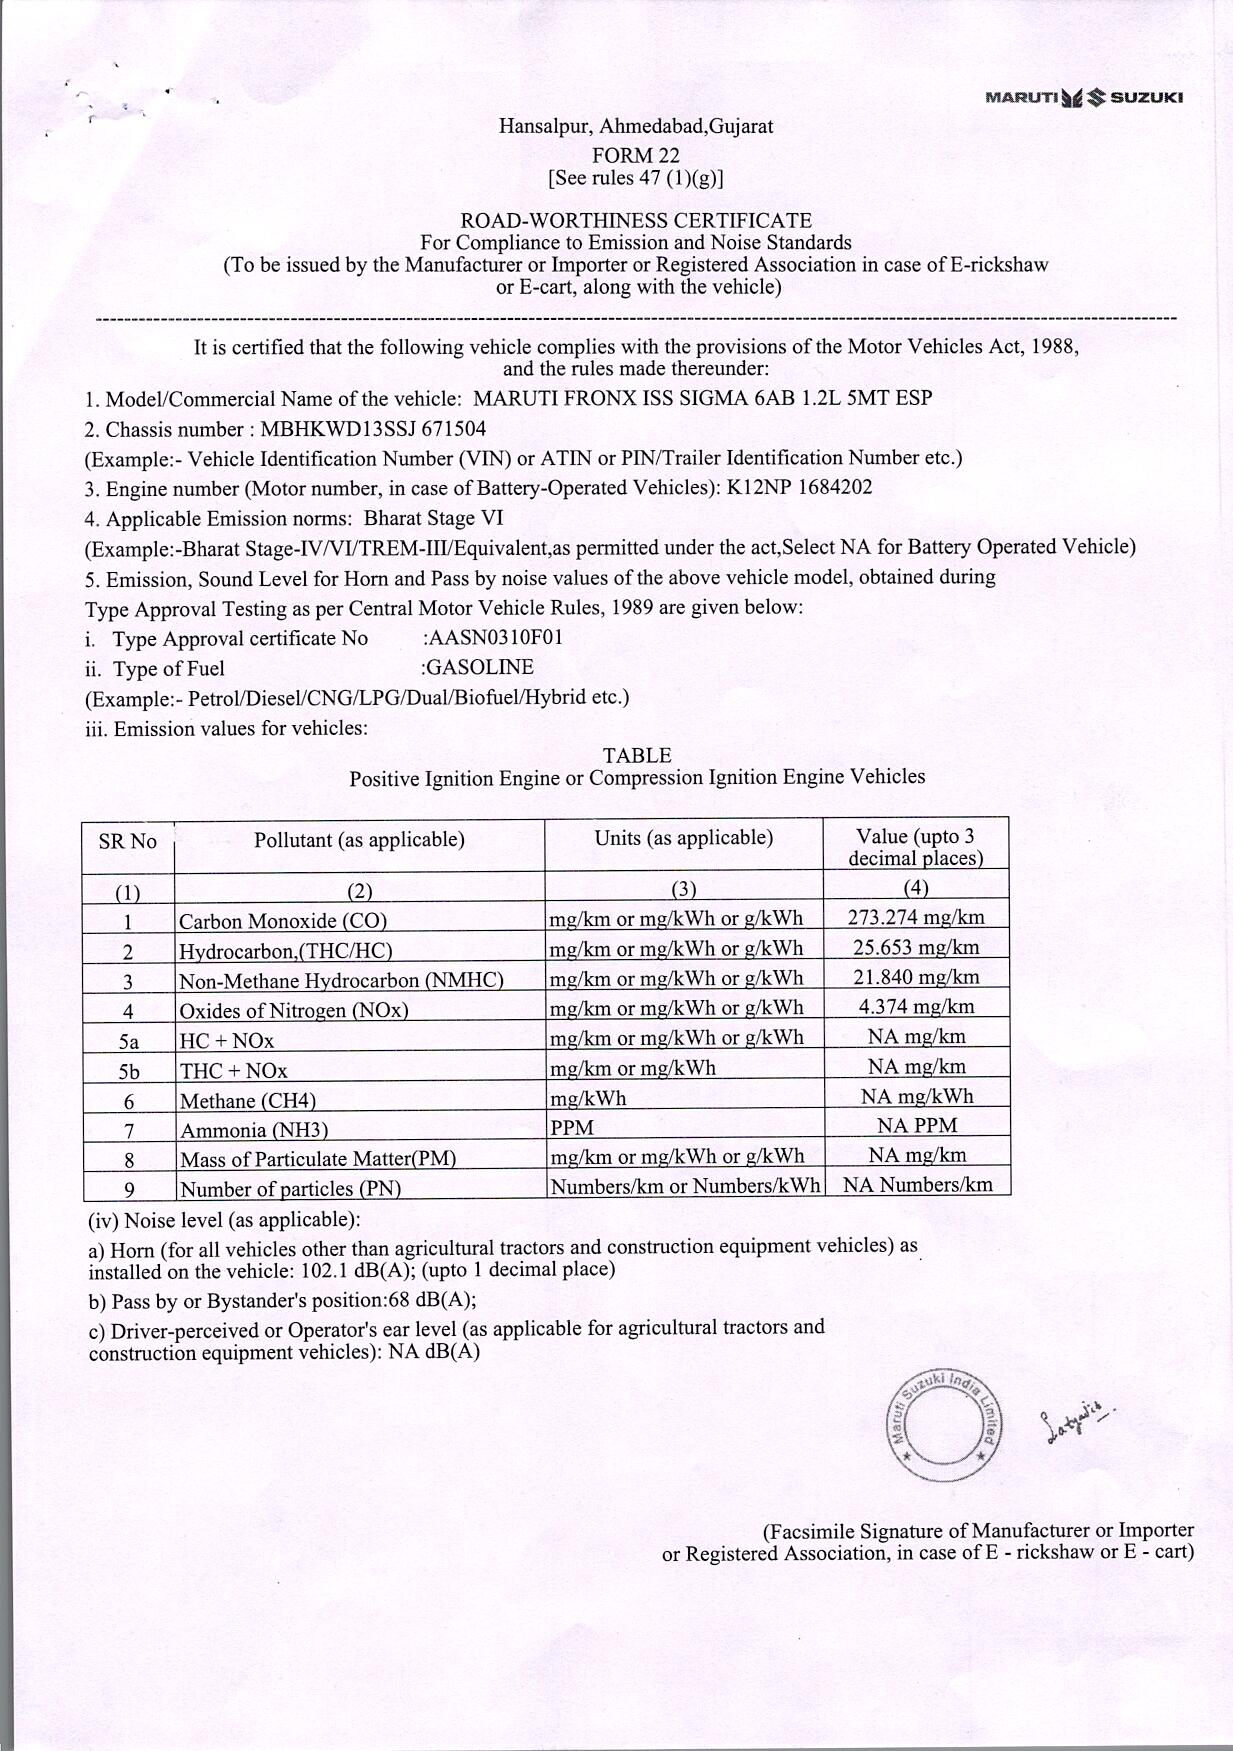 MARUTI SUZUKI
Hansalpur, Ahmedabad,Gujarat
FORM 22
[See rules 47 (1)(g)]
ROAD-WORTHINESS CERTIFICATE
For Compliance to Emission and Noise Standards
(To be issued by the Manufacturer or Importer or Registered Association in case of E-rickshaw
or E-cart, along with the vehicle)
It is certified that the following vehicle complies with the provisions of the Motor Vehicles Act, 1988,
and the rules made thereunder:
1. Model/Commercial Name of the vehicle: MARUTI FRONX ISS SIGMA 6AB 1.2L 5MT ESP
2. Chassis number : MBHKWD13SSJ 671504
(Example:- Vehicle Identification Number (VIN) or ATIN or PIN/Trailer Identification Number etc.)
3. Engine number (Motor number, in case of Battery-Operated Vehicles): K12NP 1684202
4. Applicable Emission norms: Bharat Stage VI
(Example:-Bharat Stage-IV/VI/TREM-III/Equivalent,as permitted under the act,Select NA for Battery Operated Vehicle)
5. Emission, Sound Level for Horn and Pass by noise values of the above vehicle model, obtained during
Type Approval Testing as per Central Motor Vehicle Rules, 1989 are given below:
i. Type Approval certificate No :AASN0310F01
ii. Type of Fuel :GASOLINE
(Example:- Petrol/Diesel/CNG/LPG/Dual/Biofuel/Hybrid etc.)
iii. Emission values for vehicles:
TABLE
Positive Ignition Engine or Compression Ignition Engine Vehicles
SR No Pollutant (as applicable) Units (as applicable) Value (upto 3
decimal places)
(1) (2) (3) (4)
1 Carbon Monoxide (CO) mg/km or mg/kWh or g/kWh 273.274 mg/km
2 Hydrocarbon,(THC/HC) mg/km or mg/kWh or g/kWh 25.653 mg/km
3 Non-Methane Hydrocarbon (NMHC) mg/km or mg/kWh or g/kWh 21.840 mg/km
4 Oxides of Nitrogen (NOx) mg/km or mg/kWh or g/kWh 4.374 mg/km
5a HC + NOx mg/km or mg/kWh or g/kWh NA mg/km
5b THC + NOx mg/km or mg/kWh NA mg/km
6 Methane (CH4) mg/kWh NA mg/kWh
7 Ammonia (NH3) PPM NA PPM
8 Mass of Particulate Matter(PM) mg/km or mg/kWh or g/kWh NA mg/km
9 Number of particles (PN) Numbers/km or Numbers/kWh NA Numbers/km
(iv) Noise level (as applicable):
a) Horn (for all vehicles other than agricultural tractors and construction equipment vehicles) as
installed on the vehicle: 102.1 dB(A); (upto 1 decimal place)
b) Pass by or Bystander's position:68 dB(A);
c) Driver-perceived or Operator's ear level (as applicable for agricultural tractors and
construction equipment vehicles): NA dB(A)
Maruti Suzuki India Limited
(Facsimile Signature of Manufacturer or Importer
or Registered Association, in case of E - rickshaw or E - cart)